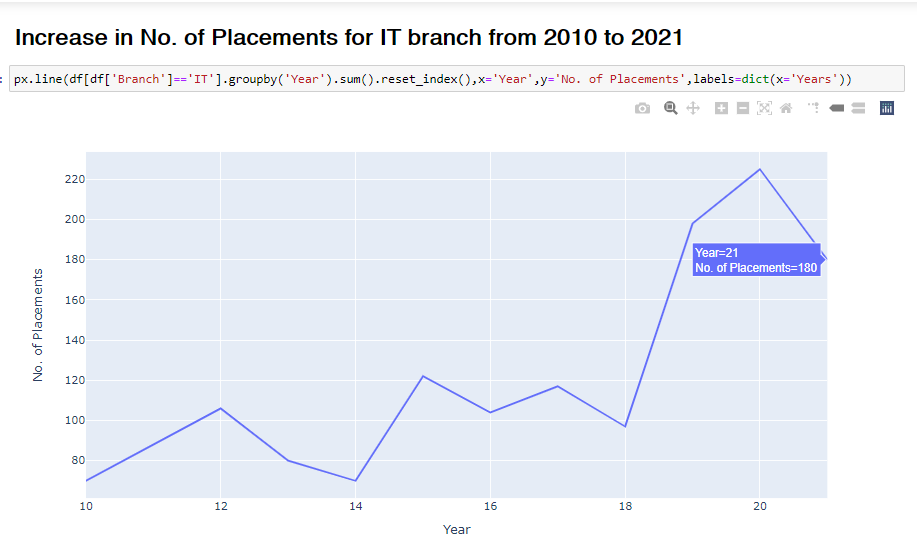 Increase in No. of Placements for IT branch from 2010 to 2021
: px.line(df[df['Branch']=='IT'].groupby('Year').sum().reset_index(),x='Year',y='No. of Placements',labels=dict(x='Years'))
220
200
180
160
140
120
100
80
No. of Placements
Year=21
No. of Placements=180
10 12 14 16 18 20
Year